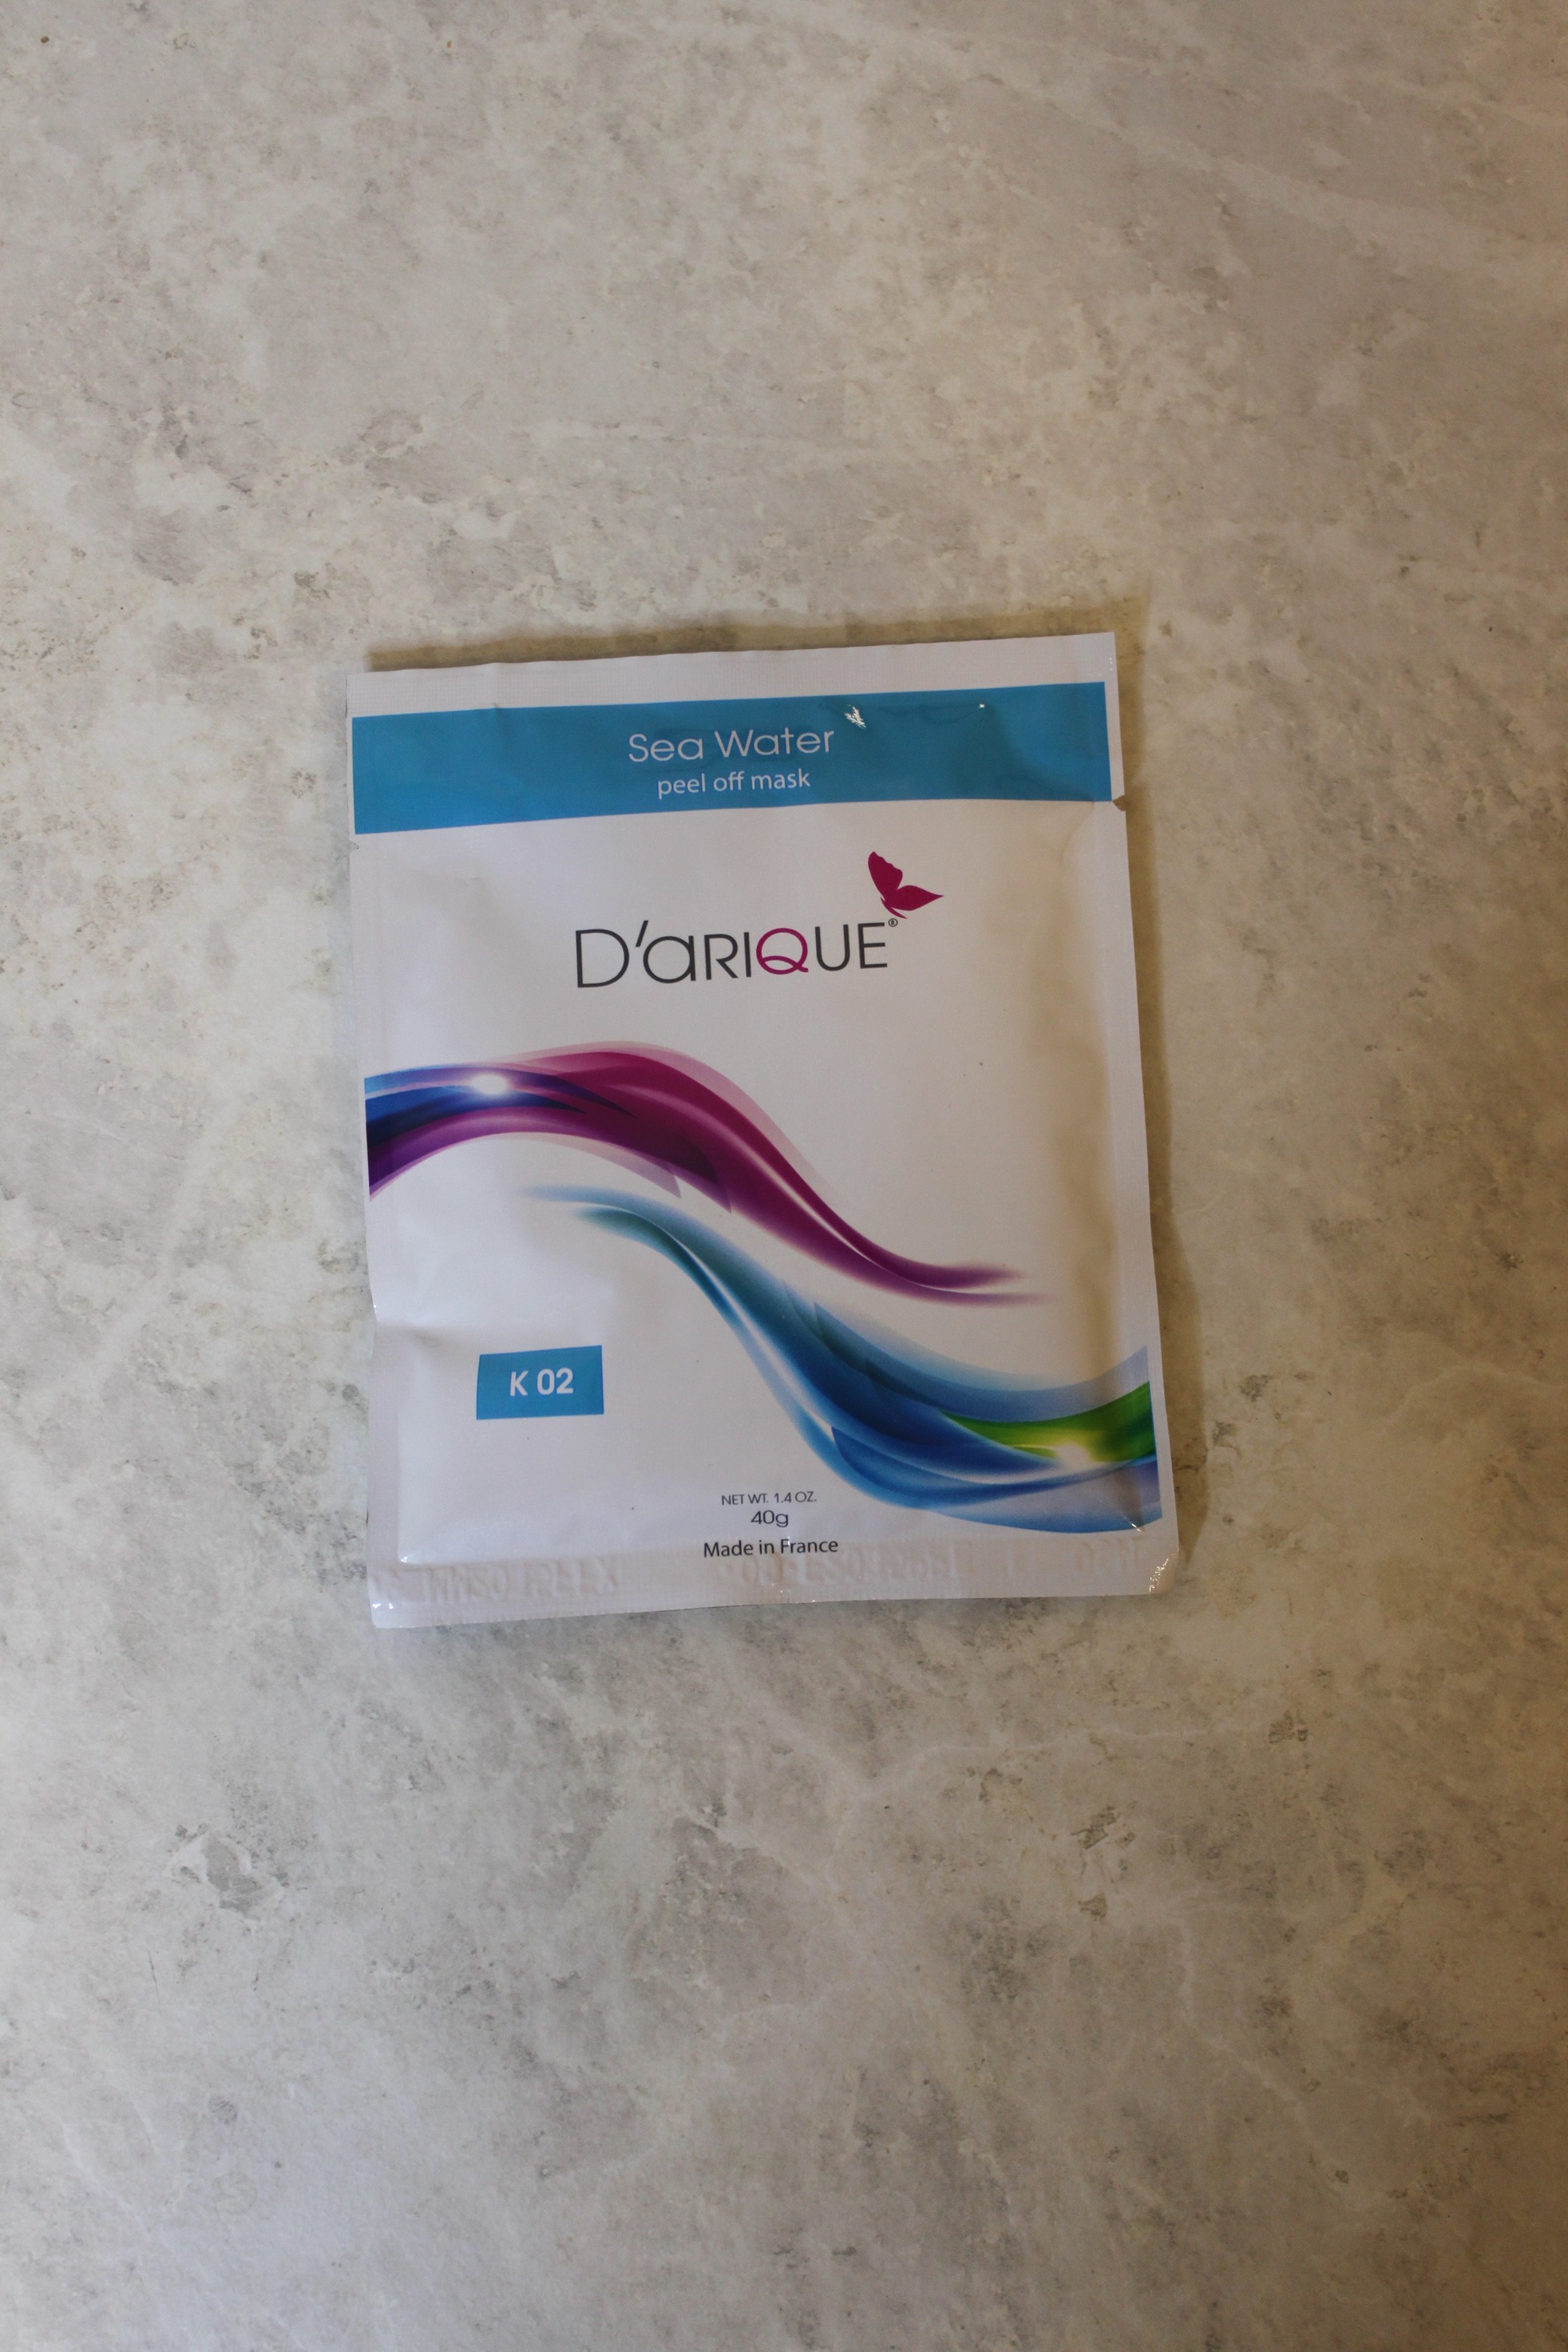 Sea Water
peel off mask
D'ARIQUE®
K 02
NET WT. 1.4 OZ.
40g
Made in France